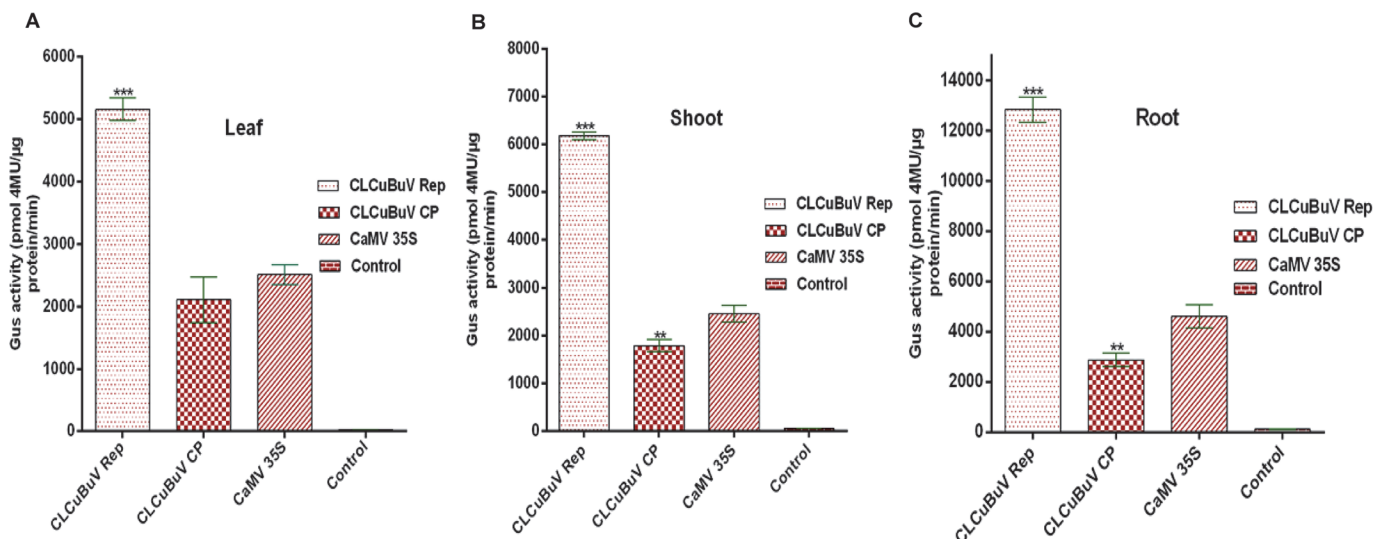 A
Gus activity (pmol 4MU/µg
protein/min)
6000
5000
4000
3000
2000
1000
0
***
Leaf
CLCuBuV Rep
CLCuBuV CP
CaMV 35S
Control
CLCuBuV Rep
CLCuBuV CP
CaMV 35S
Control
B
Gus activity (pmol 4MU/µg
protein/min)
8000
7000
6000
5000
4000
3000
2000
1000
0
***
**
Shoot
CLCuBuV Rep
CLCuBuV CP
CaMV 35S
Control
CLCuBuV Rep
CLCuBuV CP
CaMV 35S
Control
C
Gus activity (pmol 4MU/µg
protein/min)
14000
12000
10000
8000
6000
4000
2000
0
***
**
Root
CLCuBuV Rep
CLCuBuV CP
CaMV 35S
Control
CLCuBuV Rep
CLCuBuV CP
CaMV 35S
Control